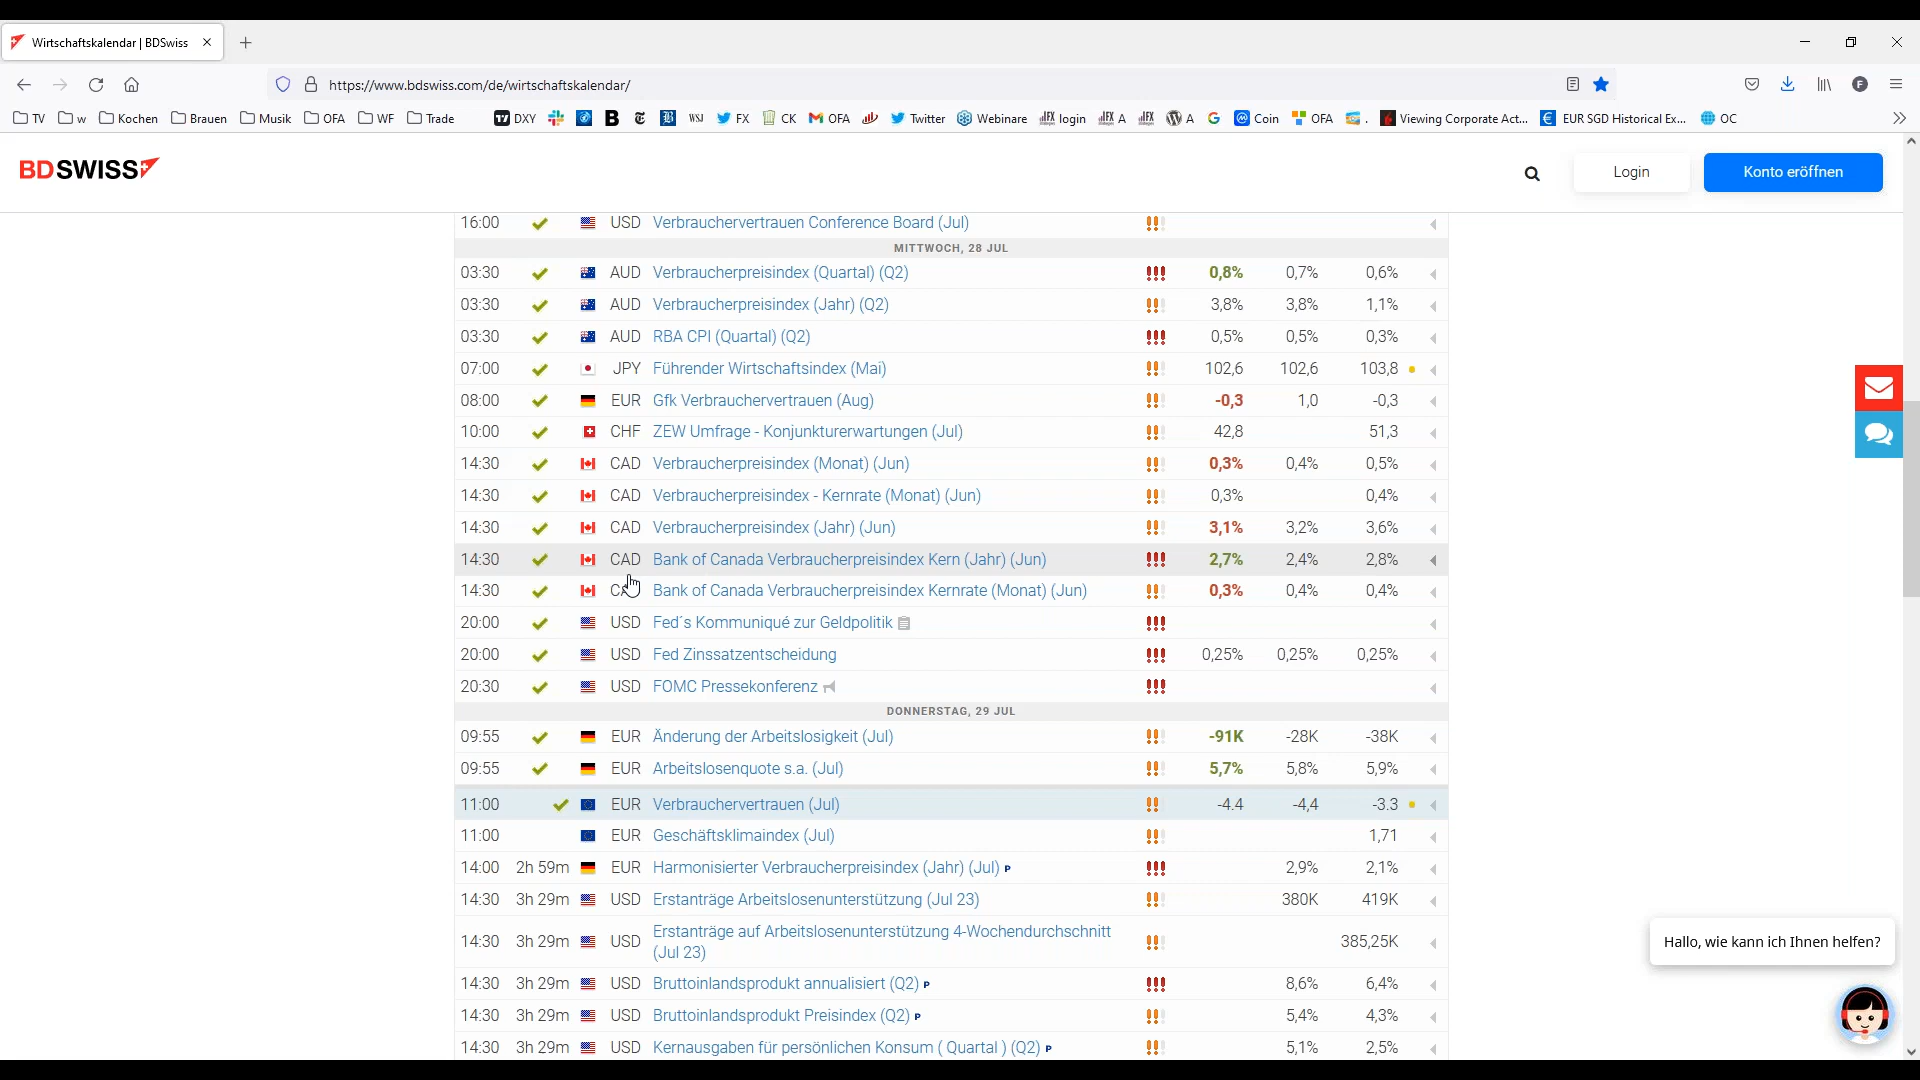 Wirtschaftskalendar | BDSwiss
https://www.bdswiss.com/de/wirtschaftskalendar/
TV w Kochen Brauen Musik OFA WF Trade DXY WSJ FX CK OFA Twitter Webinare login A A Coin OFA . Viewing Corporate Act... EUR SGD Historical Ex... OC
BDSWISS Login Konto eröffnen
16:00 USD Verbrauchervertrauen Conference Board (Jul)
MITTWOCH, 28 JUL
03:30 AUD Verbraucherpreisindex (Quartal) (Q2) 0,8% 0,7% 0,6%
03:30 AUD Verbraucherpreisindex (Jahr) (Q2) 3,8% 3,8% 1,1%
03:30 AUD RBA CPI (Quartal) (Q2) 0,5% 0,5% 0,3%
07:00 JPY Führender Wirtschaftsindex (Mai) 102,6 102,6 103,8
08:00 EUR Gfk Verbrauchervertrauen (Aug) -0,3 1,0 -0,3
10:00 CHF ZEW Umfrage - Konjunkturerwartungen (Jul) 42,8 51,3
14:30 CAD Verbraucherpreisindex (Monat) (Jun) 0,3% 0,4% 0,5%
14:30 CAD Verbraucherpreisindex - Kernrate (Monat) (Jun) 0,3% 0,4%
14:30 CAD Verbraucherpreisindex (Jahr) (Jun) 3,1% 3,2% 3,6%
14:30 CAD Bank of Canada Verbraucherpreisindex Kern (Jahr) (Jun) 2,7% 2,4% 2,8%
14:30 CAD Bank of Canada Verbraucherpreisindex Kernrate (Monat) (Jun) 0,3% 0,4% 0,4%
20:00 USD Fed´s Kommuniqué zur Geldpolitik
20:00 USD Fed Zinssatzentscheidung 0,25% 0,25% 0,25%
20:30 USD FOMC Pressekonferenz
DONNERSTAG, 29 JUL
09:55 EUR Änderung der Arbeitslosigkeit (Jul) -91K -28K -38K
09:55 EUR Arbeitslosenquote s.a. (Jul) 5,7% 5,8% 5,9%
11:00 EUR Verbrauchervertrauen (Jul) -4.4 -4,4 -3.3
11:00 EUR Geschäftsklimaindex (Jul) 1,71
14:00 2h 59m EUR Harmonisierter Verbraucherpreisindex (Jahr) (Jul) P 2,9% 2,1%
14:30 3h 29m USD Erstanträge Arbeitslosenunterstützung (Jul 23) 380K 419K
14:30 3h 29m USD Erstanträge auf Arbeitslosenunterstützung 4-Wochendurchschnitt 385,25K
(Jul 23)
14:30 3h 29m USD Bruttoinlandsprodukt annualisiert (Q2) P 8,6% 6,4%
14:30 3h 29m USD Bruttoinlandsprodukt Preisindex (Q2) P 5,4% 4,3%
14:30 3h 29m USD Kernausgaben für persönlichen Konsum ( Quartal ) (Q2) P 5,1% 2,5%
Hallo, wie kann ich Ihnen helfen?